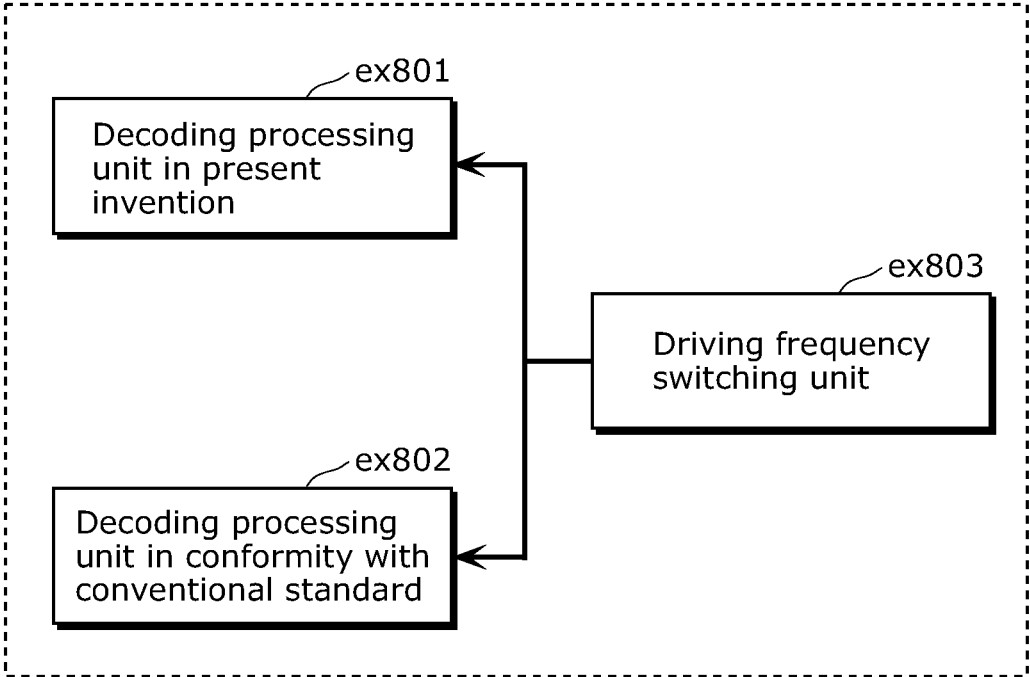 ex801
Decoding processing
unit in present
invention
ex803
Driving frequency
switching unit
ex802
Decoding processing
unit in conformity with
conventional standard